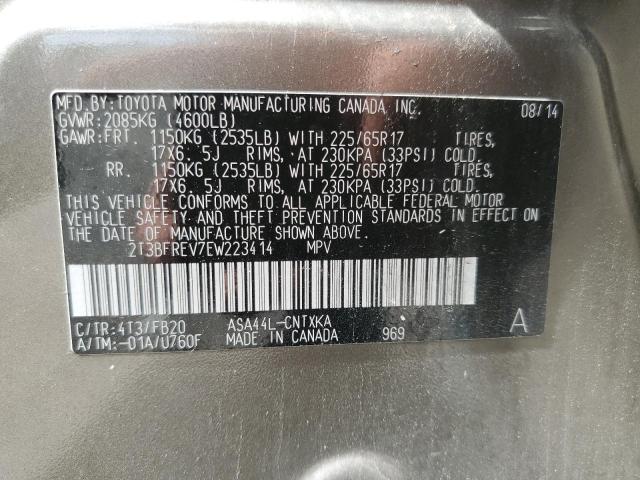 MFD.BY:TOYOTA MOTOR MANUFACTURING CANADA, INC. 08/14
GVWR:2085KG (4600LB)
GAWR:FRT. 1150KG (2535LB) WITH 225/65R17 TIRES,
17X6. 5J RIMS, AT 230KPA (33PSI) COLD.
RR. 1150KG (2535LB) WITH 225/65R17 TIRES,
17X6. 5J RIMS, AT 230KPA (33PSI) COLD.
THIS VEHICLE CONFORMS TO ALL APPLICABLE FEDERAL MOTOR
VEHICLE SAFETY AND THEFT PREVENTION STANDARDS IN EFFECT ON
THE DATE OF MANUFACTURE SHOWN ABOVE.
2T3BFREV7EW223414 MPV
C/TR:4T3/FB20 ASA44L-CNTXKA
A/TM:-01A/U760F MADE IN CANADA 969 A